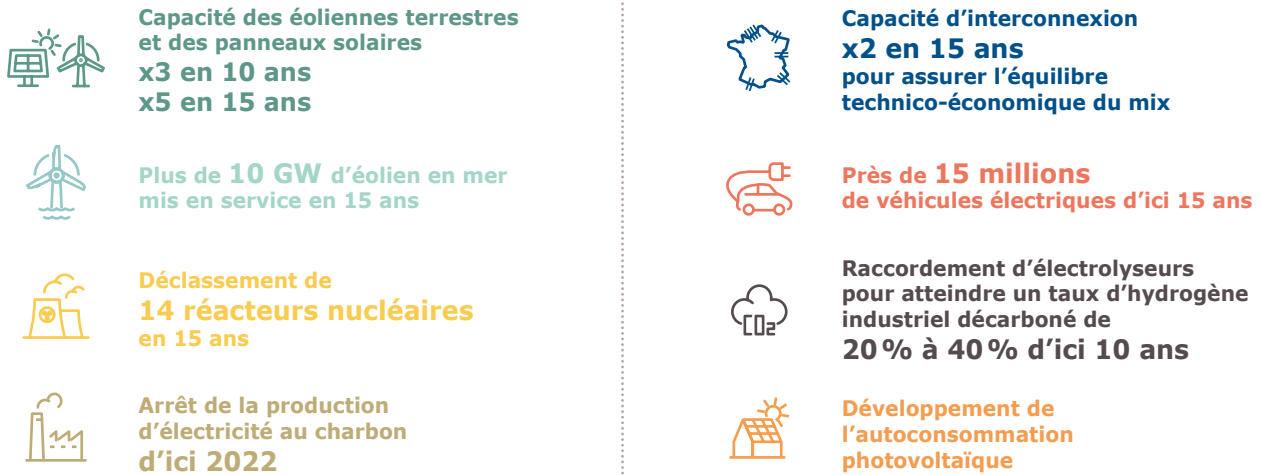 Capacité des éoliennes terrestres
et des panneaux solaires
x3 en 10 ans
x5 en 15 ans
Plus de 10 GW d’éolien en mer
mis en service en 15 ans
Déclassement de
14 réacteurs nucléaires
en 15 ans
Arrêt de la production
d’électricité au charbon
d’ici 2022
Capacité d’interconnexion
x2 en 15 ans
pour assurer l’équilibre
technico-économique du mix
Près de 15 millions
de véhicules électriques d’ici 15 ans
CO2
Raccordement d’électrolyseurs
pour atteindre un taux d’hydrogène
industriel décarboné de
20 % à 40 % d’ici 10 ans
Développement de
l’autoconsommation
photovoltaïque